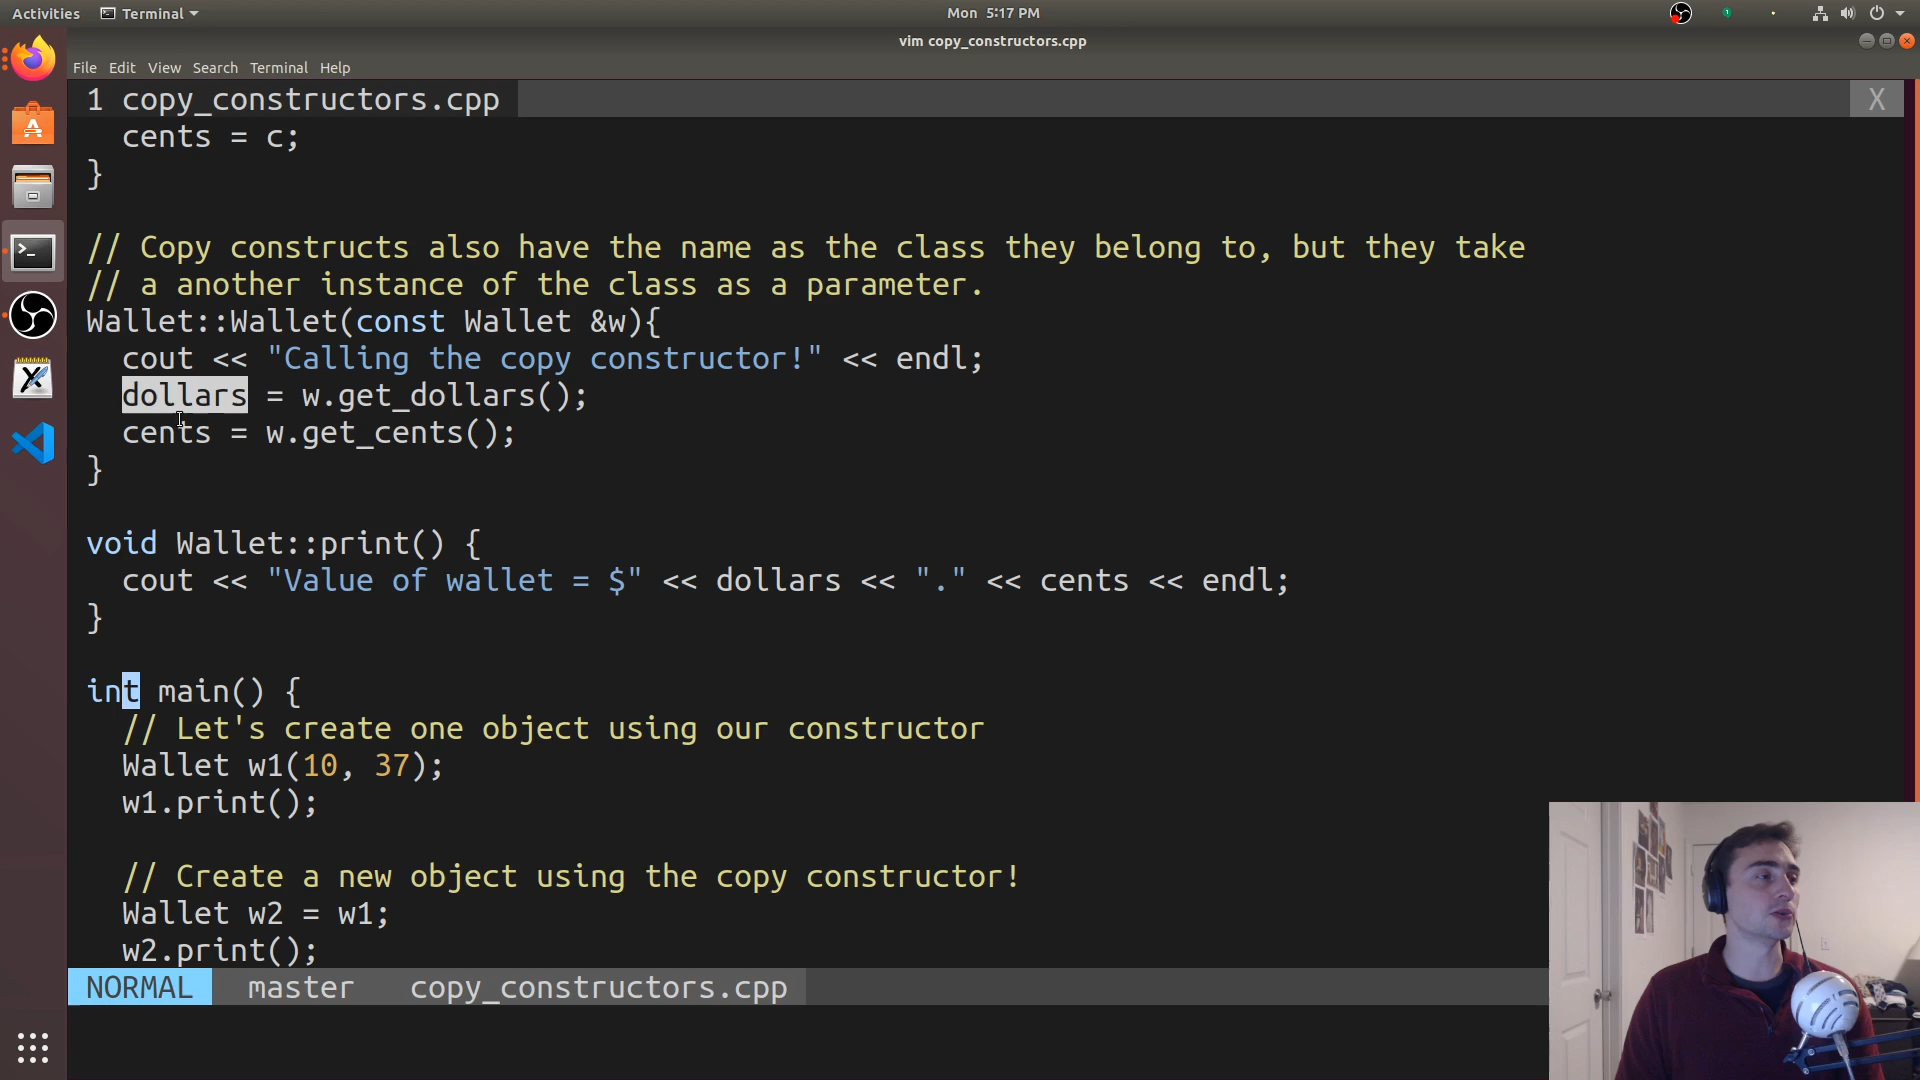 Activities Terminal Mon 5:17 PM
vim copy_constructors.cpp
File Edit View Search Terminal Help
1 copy_constructors.cpp X
cents = c;
}
// Copy constructs also have the name as the class they belong to, but they take
// a another instance of the class as a parameter.
Wallet::Wallet(const Wallet &w){
cout << "Calling the copy constructor!" << endl;
dollars = w.get_dollars();
cents = w.get_cents();
}
void Wallet::print() {
cout << "Value of wallet = $" << dollars << "." << cents << endl;
}
int main() {
// Let's create one object using our constructor
Wallet w1(10, 37);
w1.print();
// Create a new object using the copy constructor!
Wallet w2 = w1;
w2.print();
NORMAL master copy_constructors.cpp